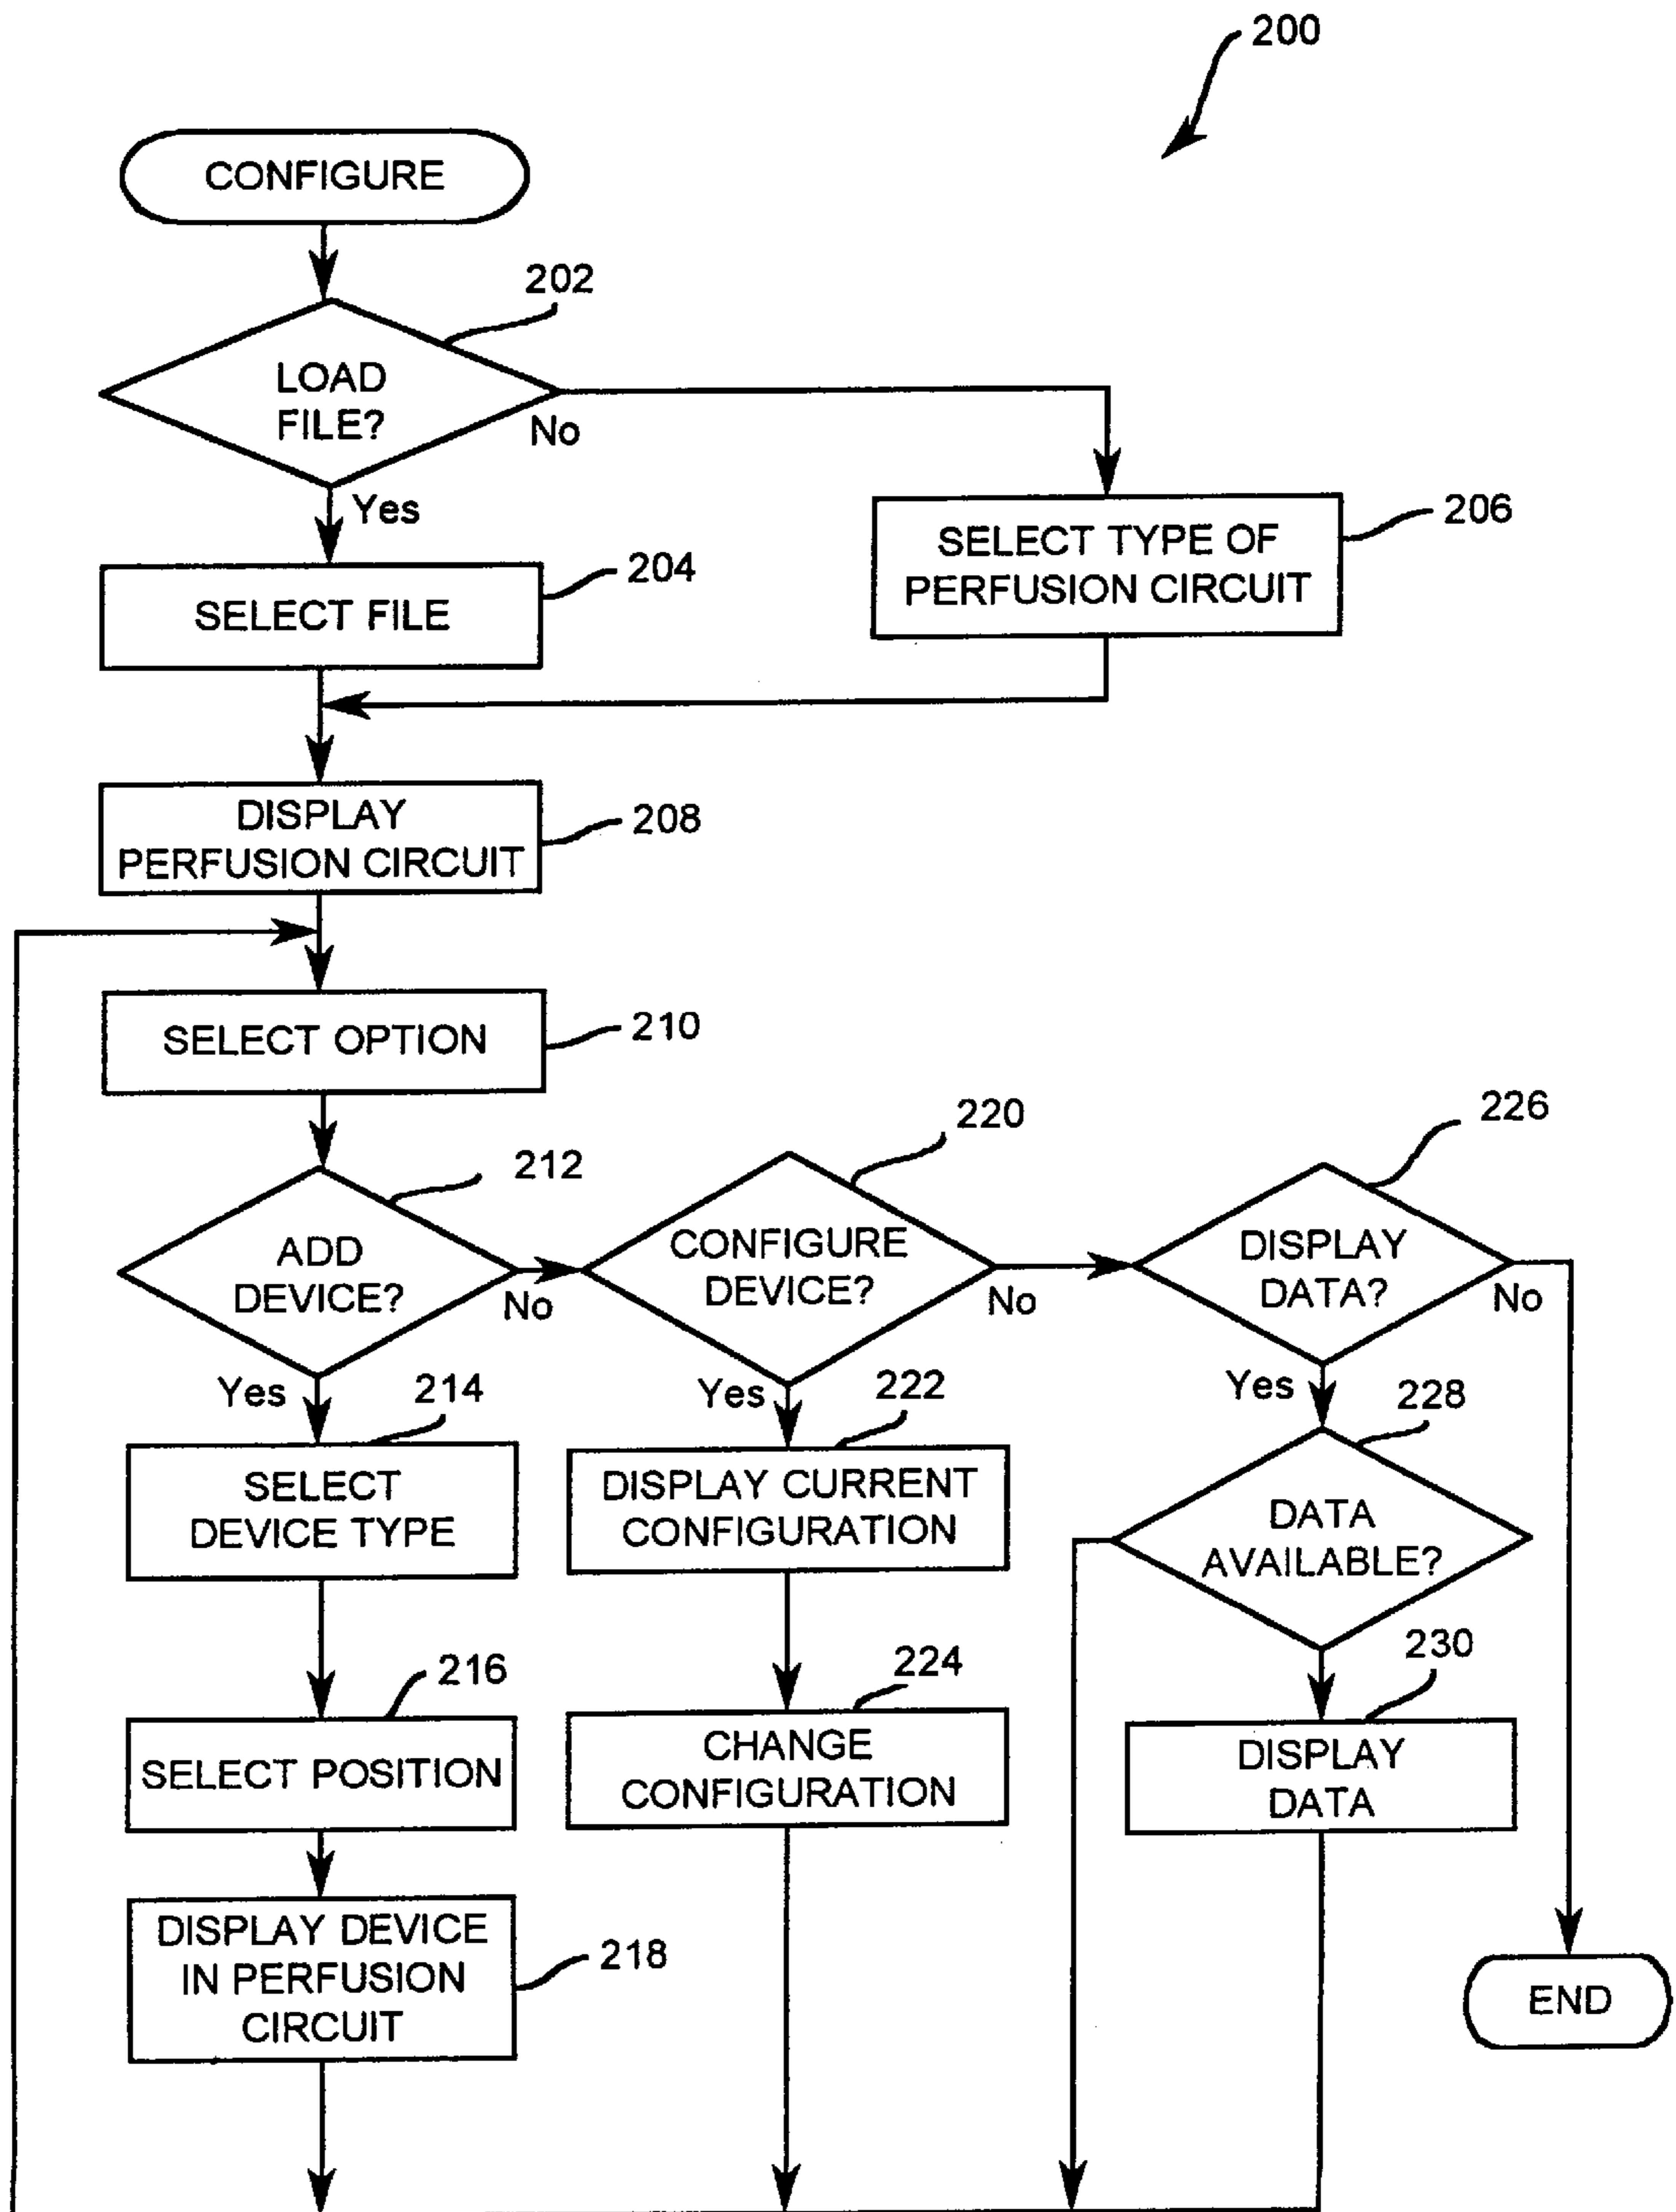 200
CONFIGURE
202
LOAD
FILE?
No
Yes
206
SELECT TYPE OF
PERFUSION CIRCUIT
204
SELECT FILE
DISPLAY
PERFUSION CIRCUIT
208
SELECT OPTION
210
212
ADD
DEVICE?
No
Yes
220
CONFIGURE
DEVICE?
No
Yes
226
DISPLAY
DATA?
No
Yes
214
SELECT
DEVICE TYPE
222
DISPLAY CURRENT
CONFIGURATION
228
DATA
AVAILABLE?
216
SELECT POSITION
224
CHANGE
CONFIGURATION
230
DISPLAY
DATA
DISPLAY DEVICE
IN PERFUSION
CIRCUIT
218
END